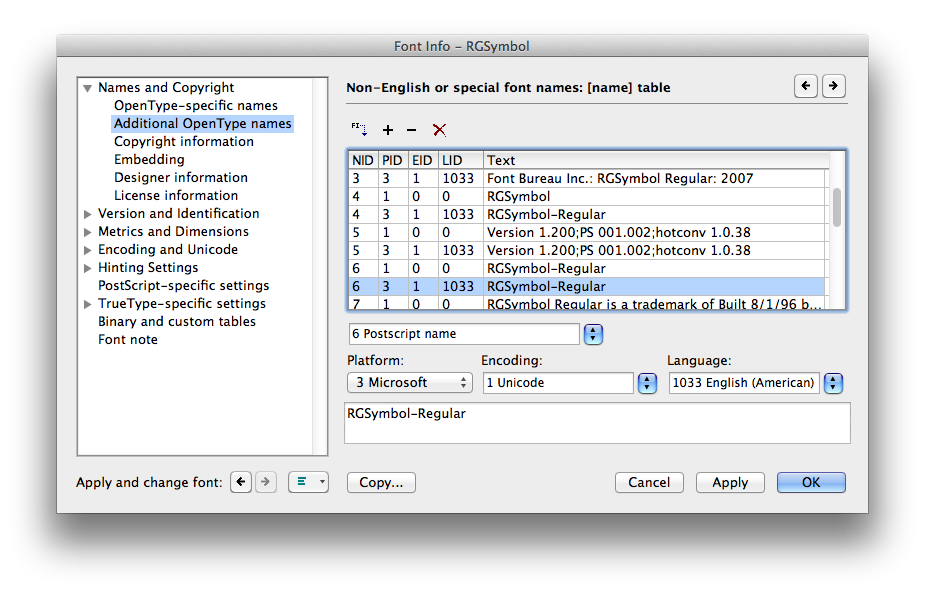 Font Info – RGSymbol
Names and Copyright
OpenType-specific names
Additional OpenType names
Copyright information
Embedding
Designer information
License information
Version and Identification
Metrics and Dimensions
Encoding and Unicode
Hinting Settings
PostScript-specific settings
TrueType-specific settings
Binary and custom tables
Font note
Non-English or special font names: [name] table
NID PID EID LID Text
3 3 1 1033 Font Bureau Inc.: RGSymbol Regular: 2007
4 1 0 0 RGSymbol
4 3 1 1033 RGSymbol-Regular
5 1 0 0 Version 1.200;PS 001.002;hotconv 1.0.38
5 3 1 1033 Version 1.200;PS 001.002;hotconv 1.0.38
6 1 0 0 RGSymbol-Regular
6 3 1 1033 RGSymbol-Regular
7 1 0 0 RGSymbol Regular is a trademark of Built 8/1/96 b...
6 Postscript name
Platform: Encoding: Language:
3 Microsoft 1 Unicode 1033 English (American)
RGSymbol-Regular
Apply and change font: Copy... Cancel Apply OK